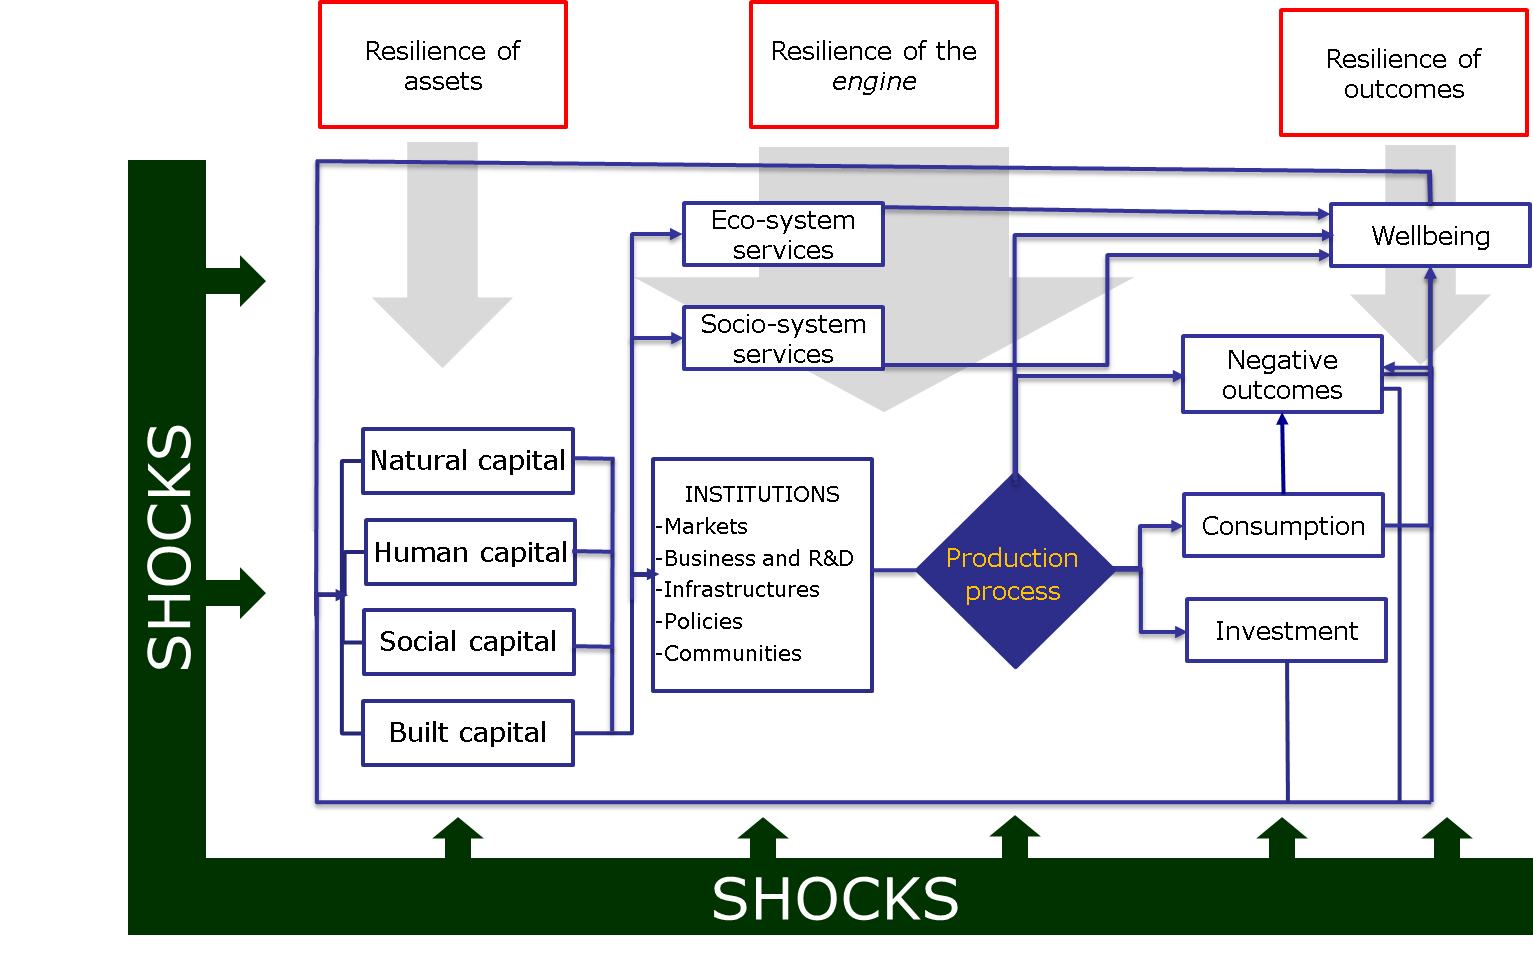 Resilience of
assets
Resilience of the
engine
Resilience of
outcomes
Eco-system
services
Wellbeing
Socio-system
services
Negative
outcomes
SHOCKS
Natural capital
Human capital
Social capital
Built capital
INSTITUTIONS
-Markets
-Business and R&D
-Infrastructures
-Policies
-Communities
Production
process
Consumption
Investment
SHOCKS